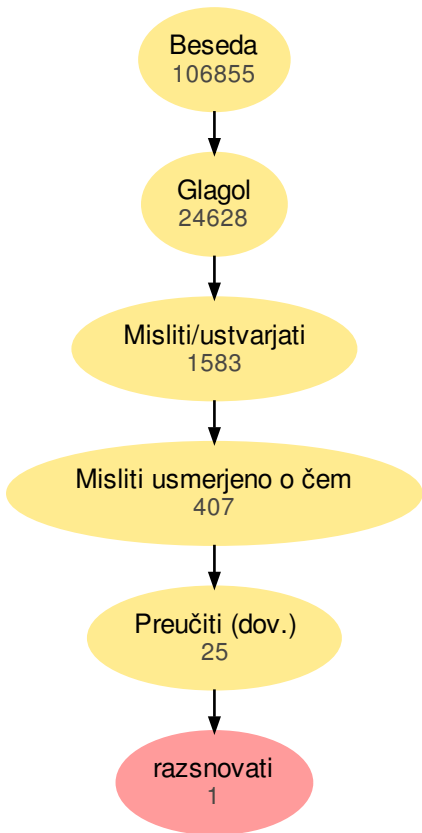 Beseda
106855
Glagol
24628
Misliti/ustvarjati
1583
Misliti usmerjeno o čem
407
Preučiti (dov.)
25
razsnovati
1